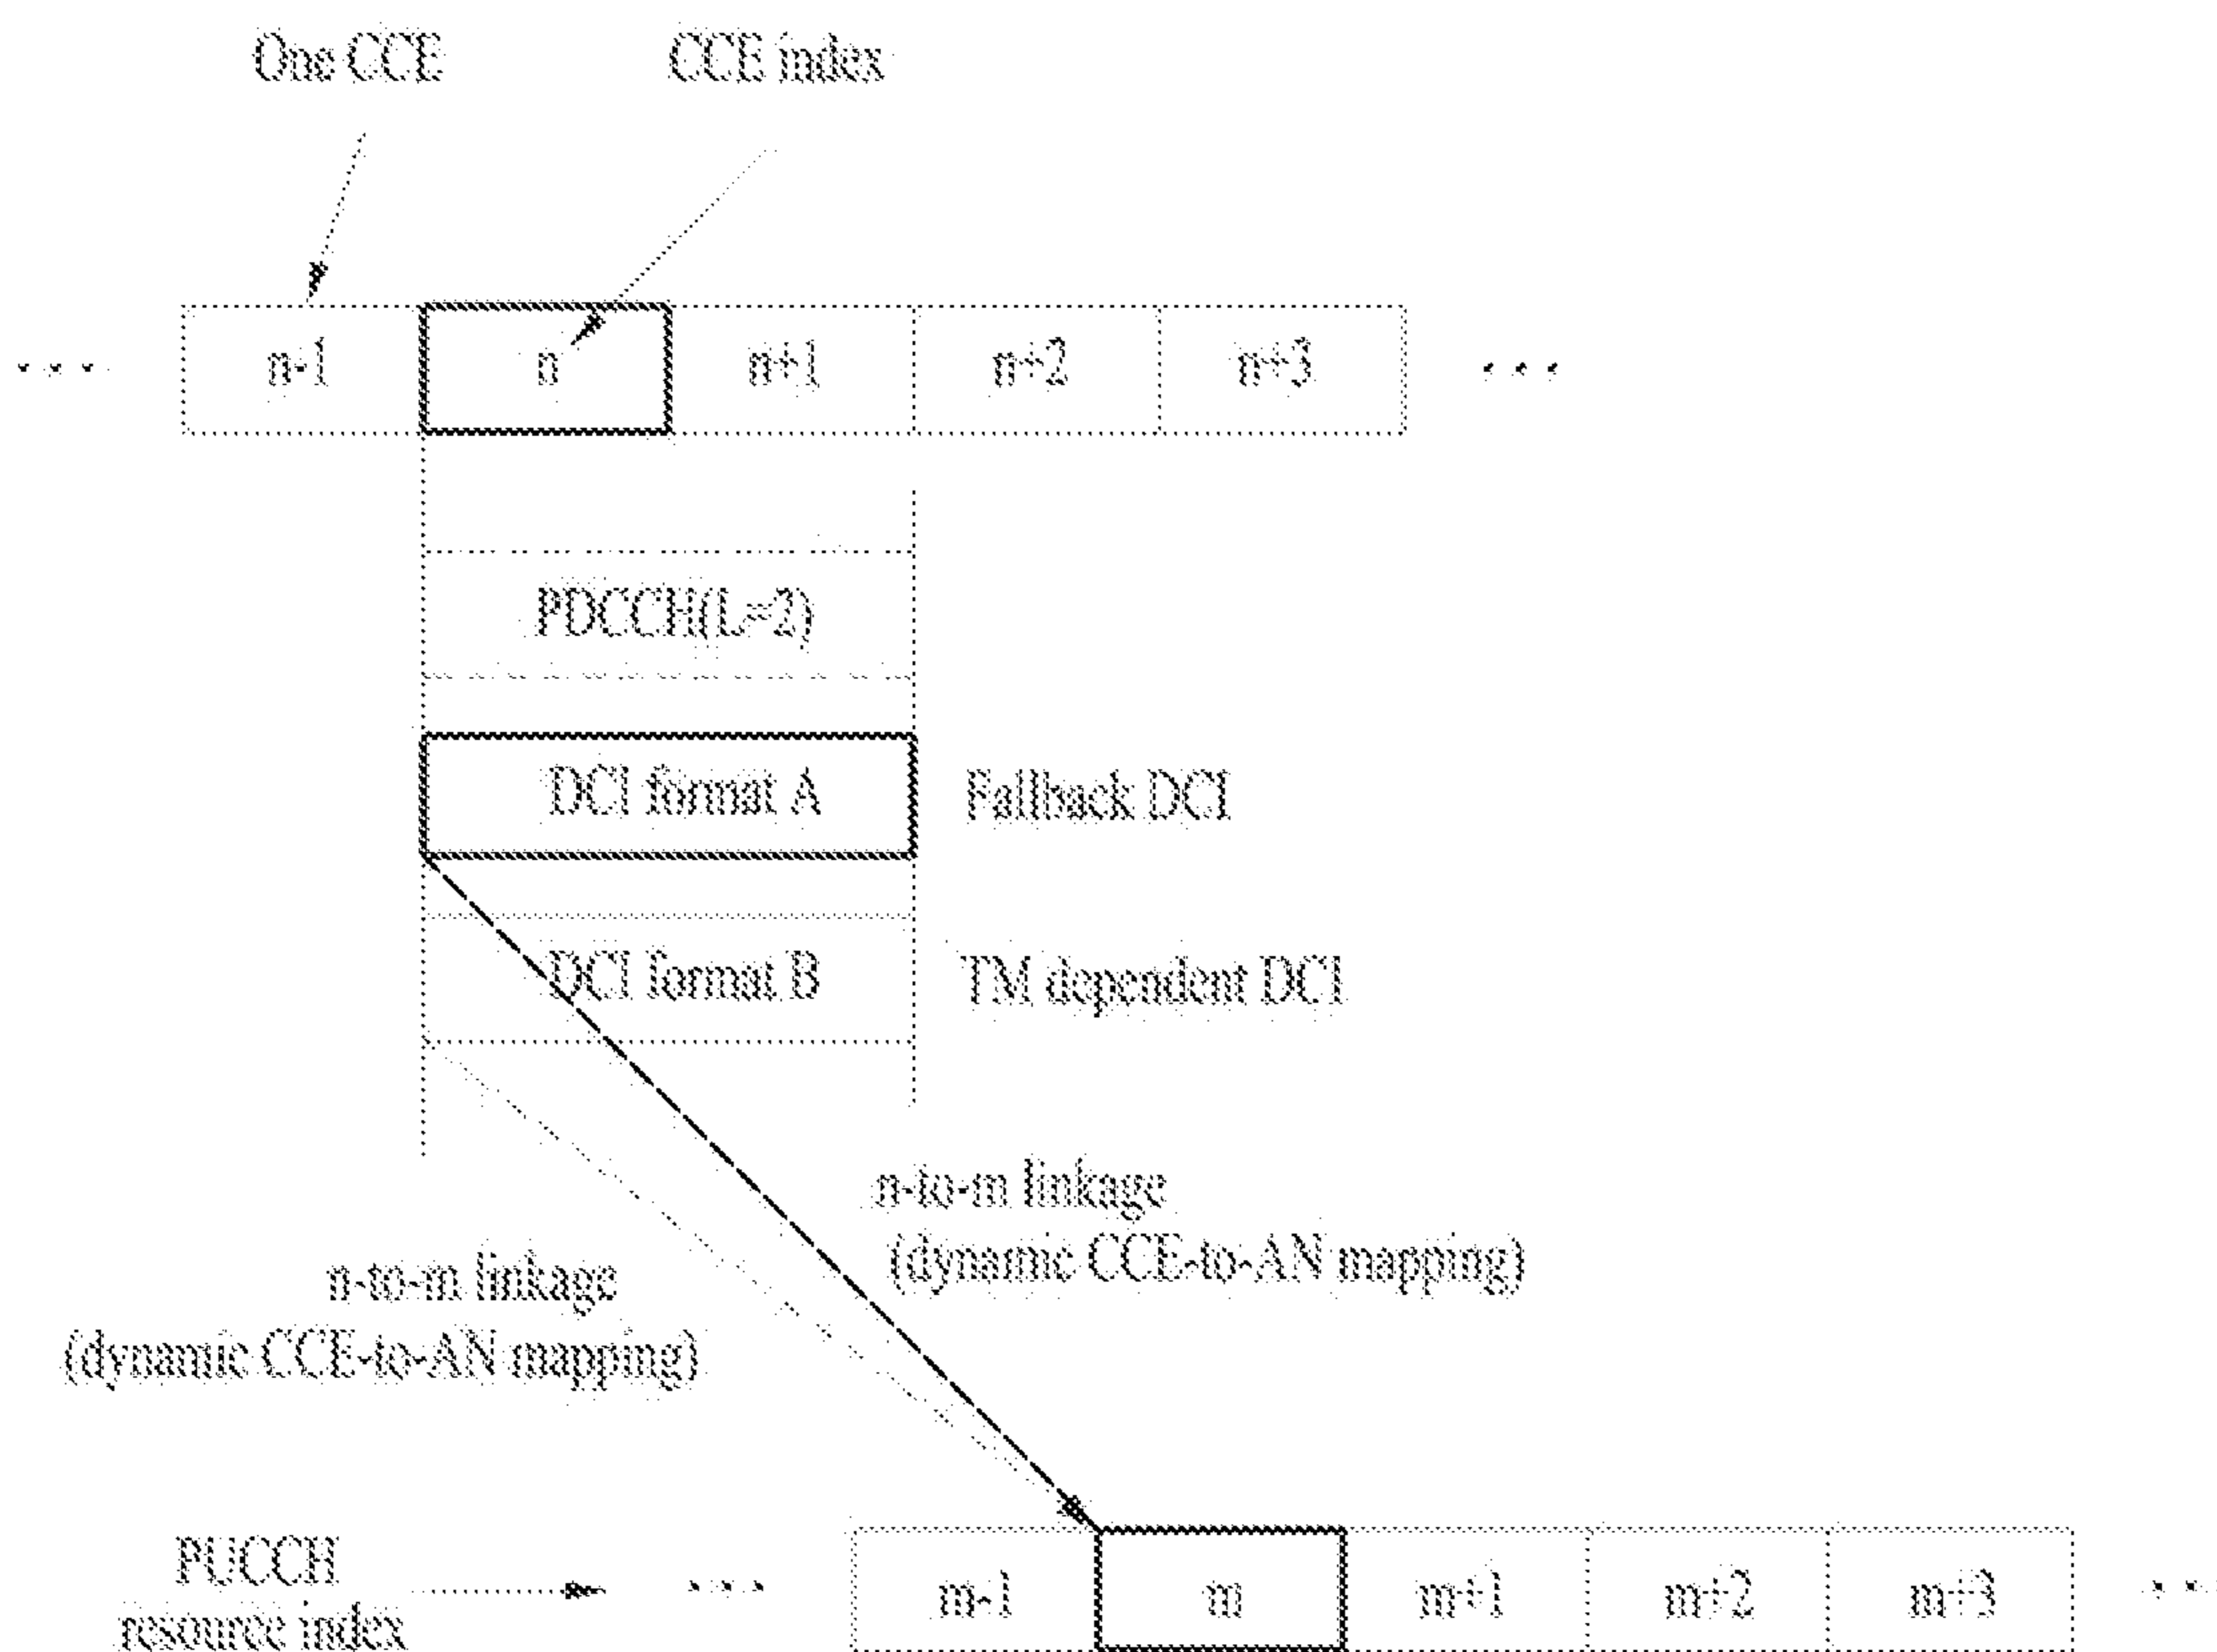 One CCE
CCE index
... n-1 n n+1 n+2 n+3 ...
PDCCH(L=2)
DCI format A
Fallback DCI
DCI format B
TM dependent DCI
n-to-m linkage
(dynamic CCE-to-AN mapping)
n-to-m linkage
(dynamic CCE-to-AN mapping)
PUCCH
resource index
... m-1 m m+1 m+2 m+3 ...